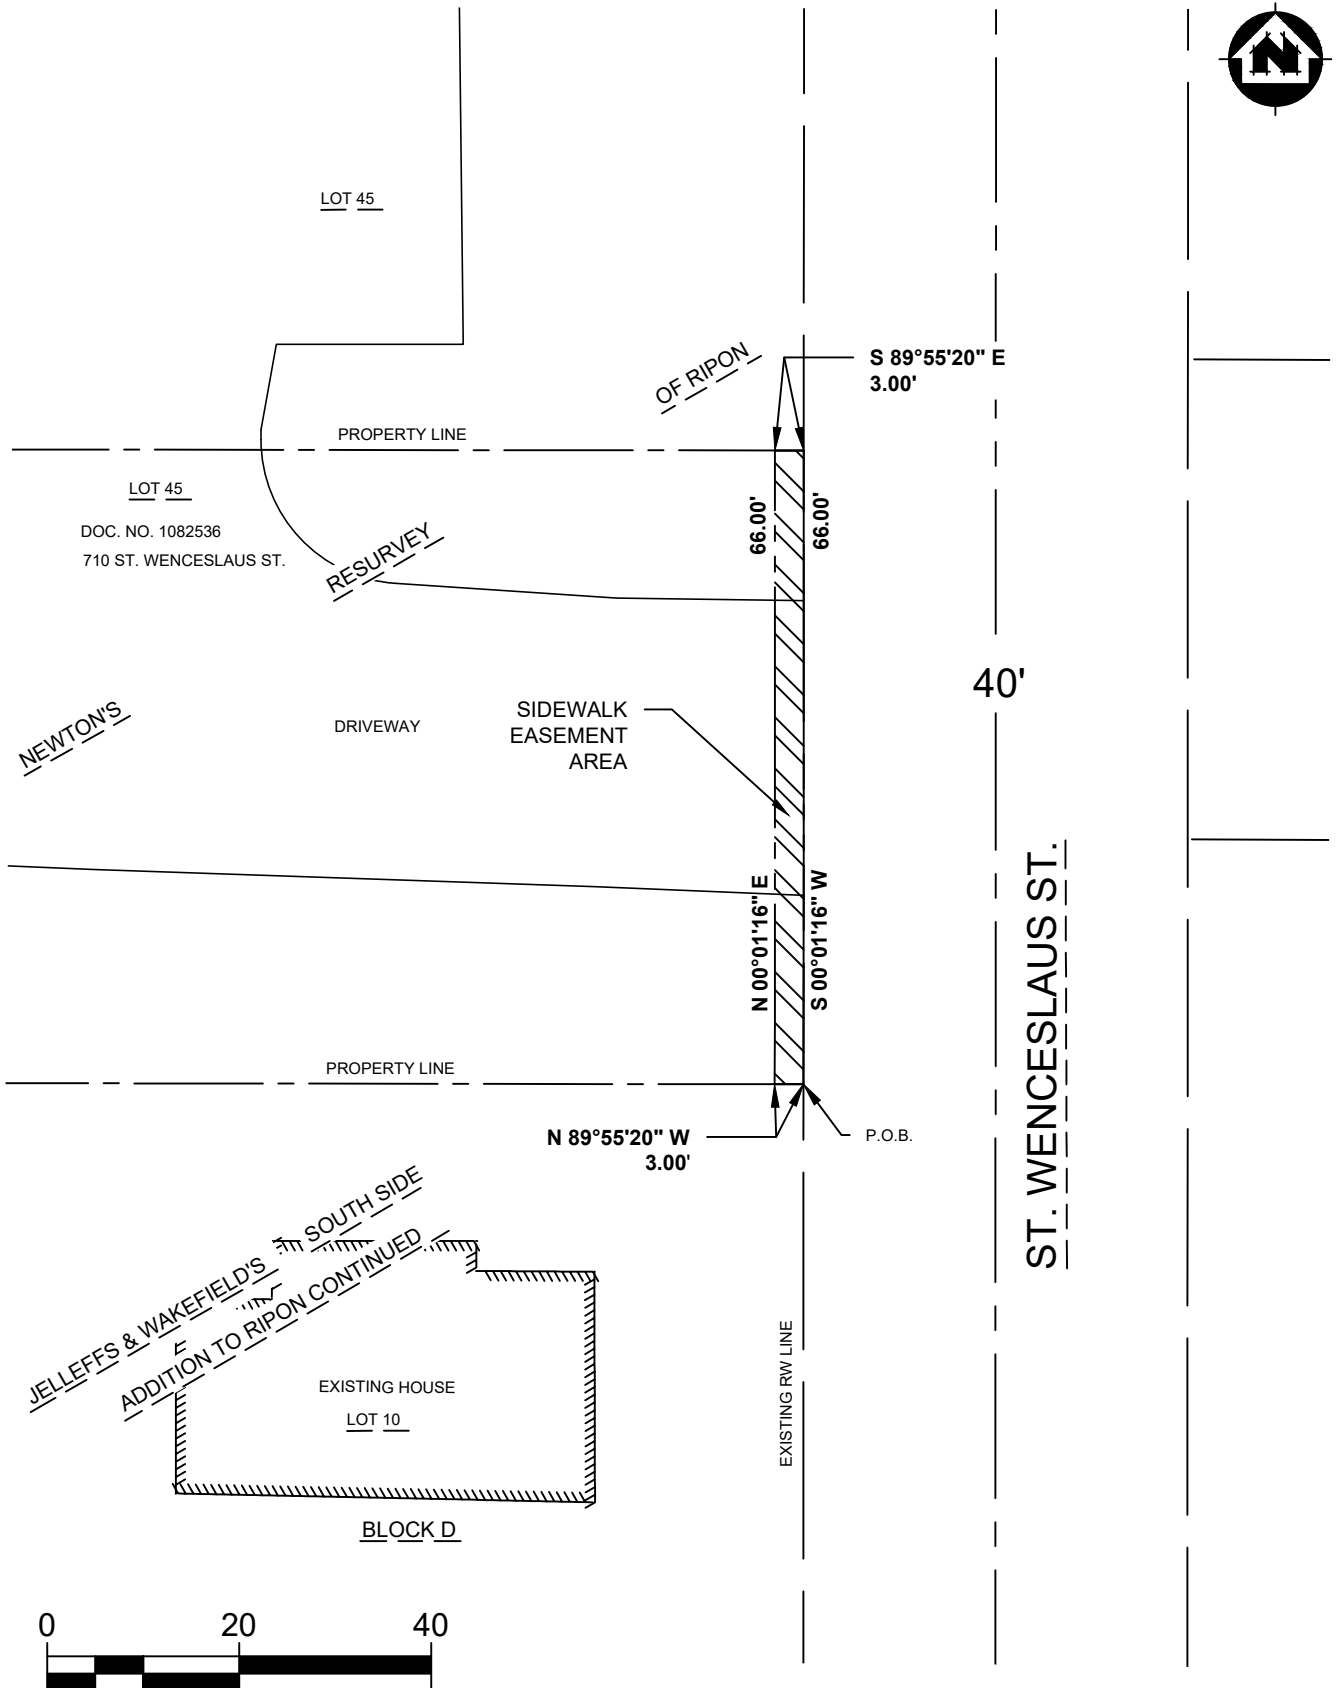 N
LOT 45
S 89°55'20" E
3.00'
OF RIPON
PROPERTY LINE
LOT 45
DOC. NO. 1082536
710 ST. WENCESLAUS ST.
RESURVEY
66.00'
66.00'
40'
NEWTON'S
DRIVEWAY
SIDEWALK
EASEMENT
AREA
N 00°01'16" E
S 00°01'16" W
ST. WENCESLAUS ST.
PROPERTY LINE
N 89°55'20" W
3.00'
P.O.B.
JELLEFFS & WAKEFIELD'S SOUTH SIDE
ADDITION TO RIPON CONTINUED
EXISTING HOUSE
LOT 10
EXISTING RW LINE
BLOCK D
0 20 40